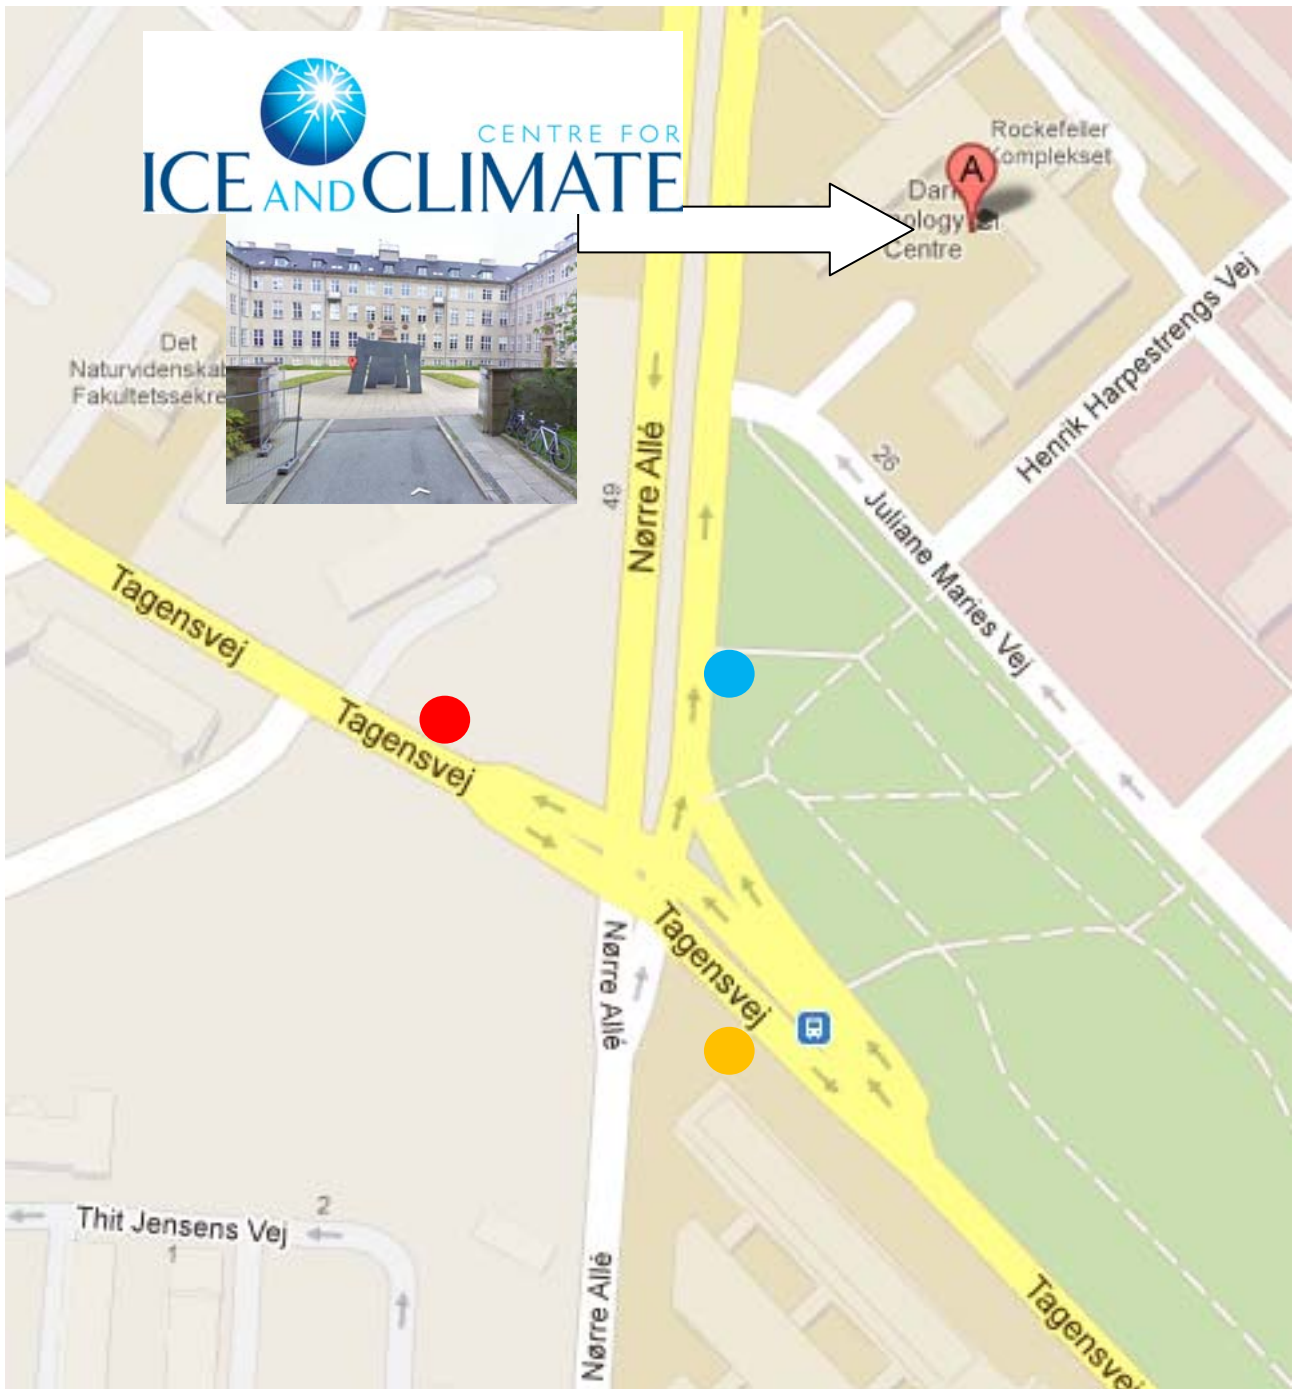 CENTRE FOR
ICE AND CLIMATE
Rockefeller
Komplekset
A
Centre
Det
Fakultetssekre
Henrik Harpestrengs Vej
26
Juliane Maries Vej
49
Nørre Allé
Tagensvej
Tagensvej
Tagensvej
Nørre Allé
2
Thit Jensens Vej
1
Nørre Allé
Tagensvej